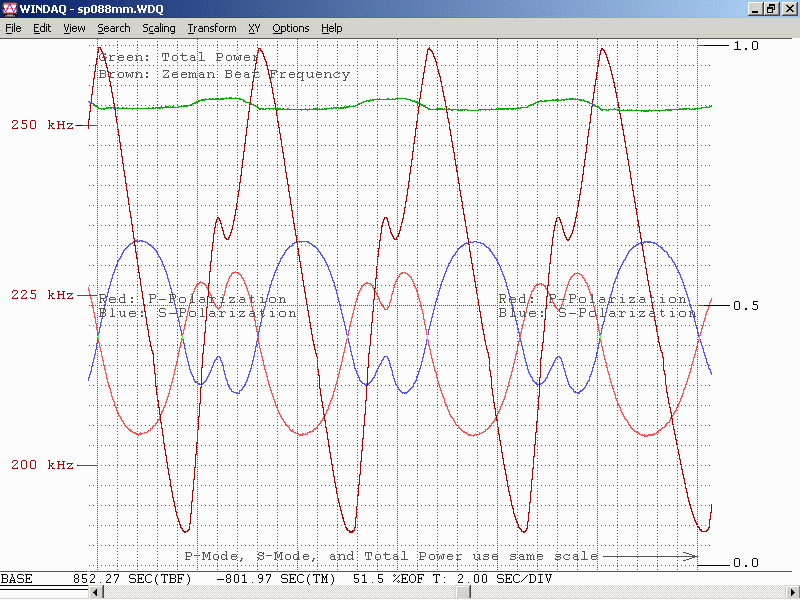 WINDAQ - sp088mm.WDQ
File Edit View Search Scaling Transform XY Options Help
1.0
Green: Total Power
Brown: Zeeman Beat Frequency
250 kHz
225 kHz
Red: P-Polarization Red: P-Polarization
0.5
Blue: S-Polarization Blue: S-Polarization
200 kHz
P-Mode, S-Mode, and Total Power use same scale
0.0
BASE 852.27 SEC(TBF) -801.97 SEC(TM) 51.5 %EOF T: 2.00 SEC/DIV